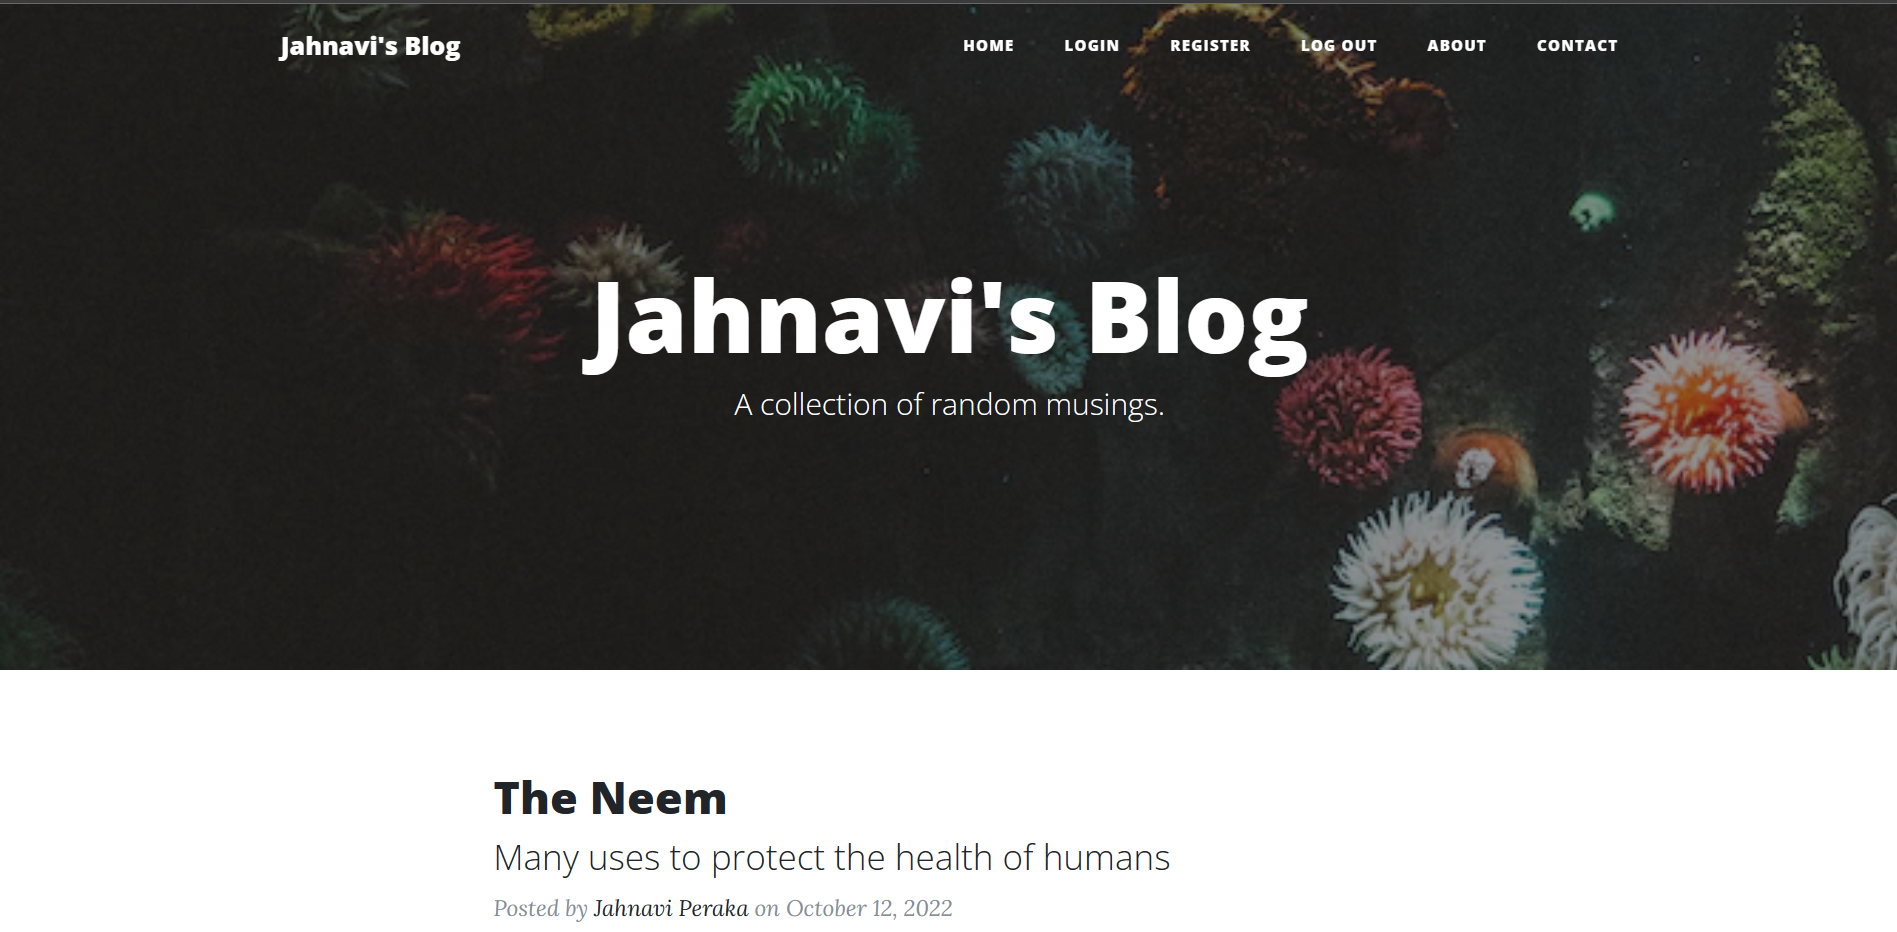 Jahnavi's Blog
HOME LOGIN REGISTER LOG OUT ABOUT CONTACT
Jahnavi's Blog
A collection of random musings.
The Neem
Many uses to protect the health of humans
Posted by Jahnavi Peraka on October 12, 2022